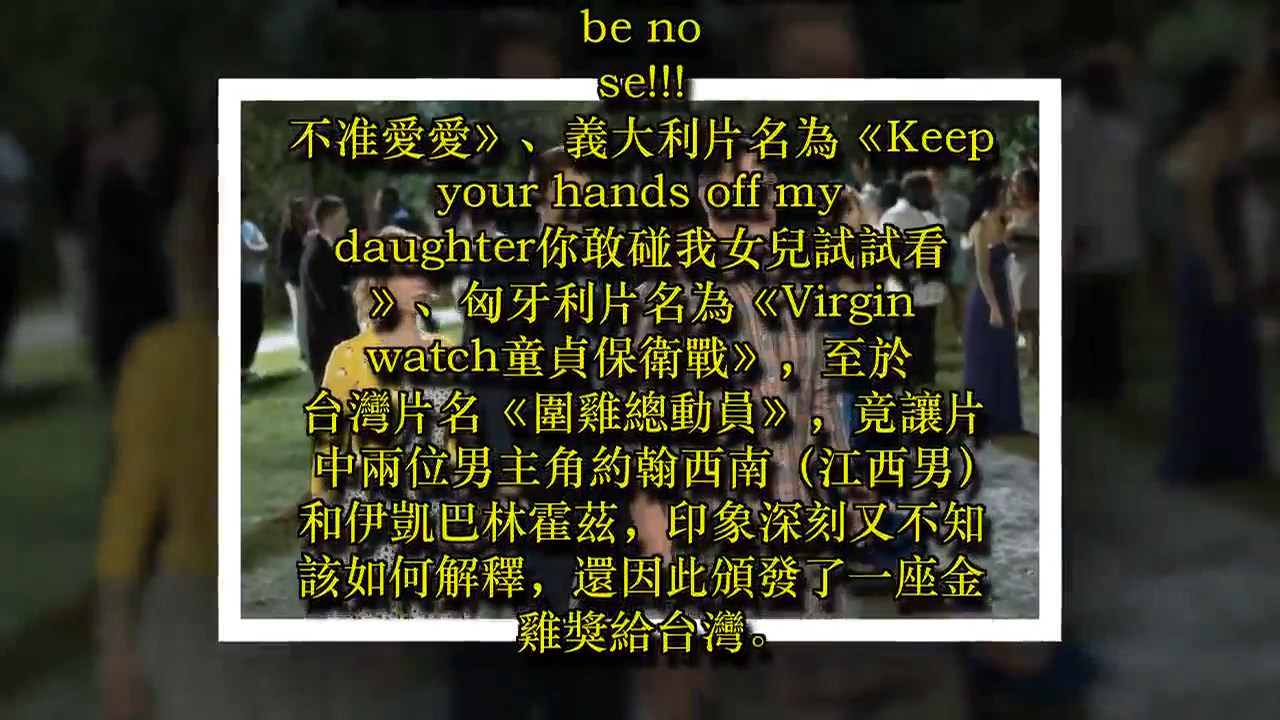 be no
se!!!
不准愛愛》、義大利片名為《Keep
your hands off my
daughter你敢碰我女兒試試看
》、匈牙利片名為《Virgin
watch童貞保衛戰》，至於
台灣片名《圍雞總動員》，竟讓片
中兩位男主角約翰西南（江西男）
和伊凱巴林霍茲，印象深刻又不知
該如何解釋，還因此頒發了一座金
雞獎給台灣。